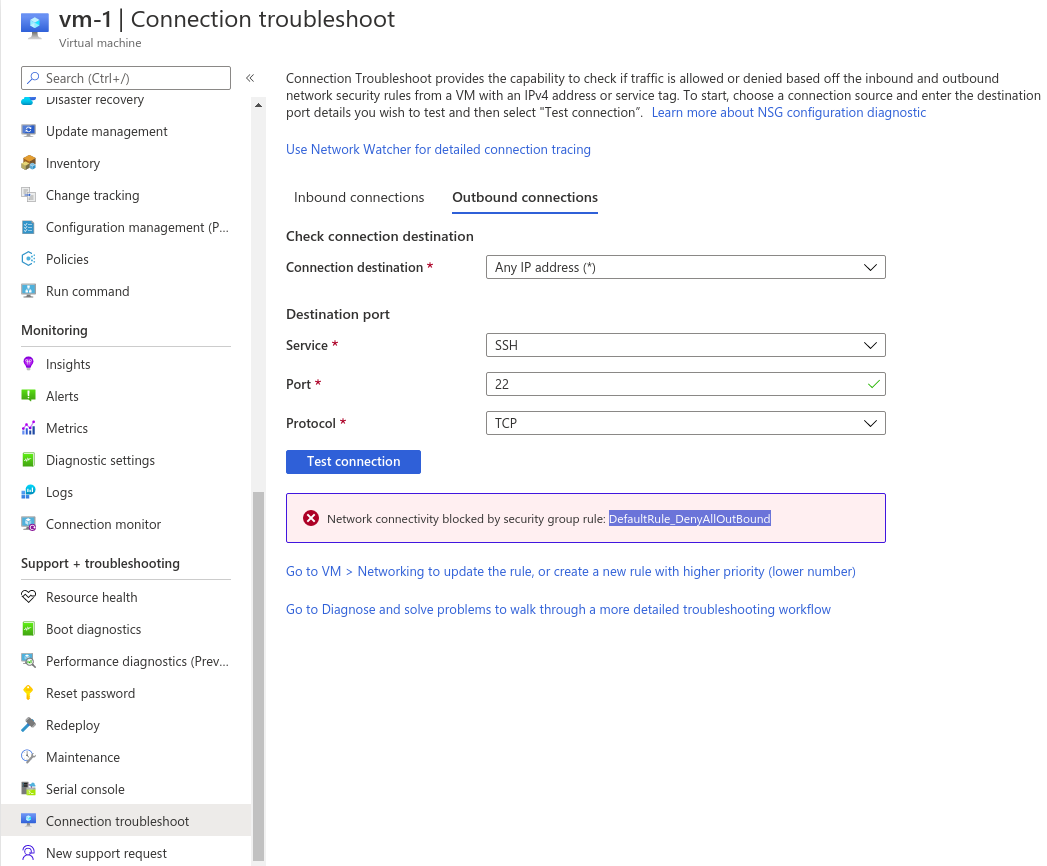 vm-1 | Connection troubleshoot
Virtual machine
Search (Ctrl+/)
«
Disaster recovery
Update management
Inventory
Change tracking
Configuration management (P...
Policies
Run command
Monitoring
Insights
Alerts
Metrics
Diagnostic settings
Logs
Connection monitor
Support + troubleshooting
Resource health
Boot diagnostics
Performance diagnostics (Prev...
Reset password
Redeploy
Maintenance
Serial console
Connection troubleshoot
New support request
Connection Troubleshoot provides the capability to check if traffic is allowed or denied based off the inbound and outbound
network security rules from a VM with an IPv4 address or service tag. To start, choose a connection source and enter the destination
port details you wish to test and then select "Test connection”. Learn more about NSG configuration diagnostic
Use Network Watcher for detailed connection tracing
Inbound connections Outbound connections
Check connection destination
Connection destination * Any IP address (*)
Destination port
Service * SSH
Port * 22
Protocol * TCP
Test connection
Network connectivity blocked by security group rule: DefaultRule_DenyAllOutBound
Go to VM > Networking to update the rule, or create a new rule with higher priority (lower number)
Go to Diagnose and solve problems to walk through a more detailed troubleshooting workflow